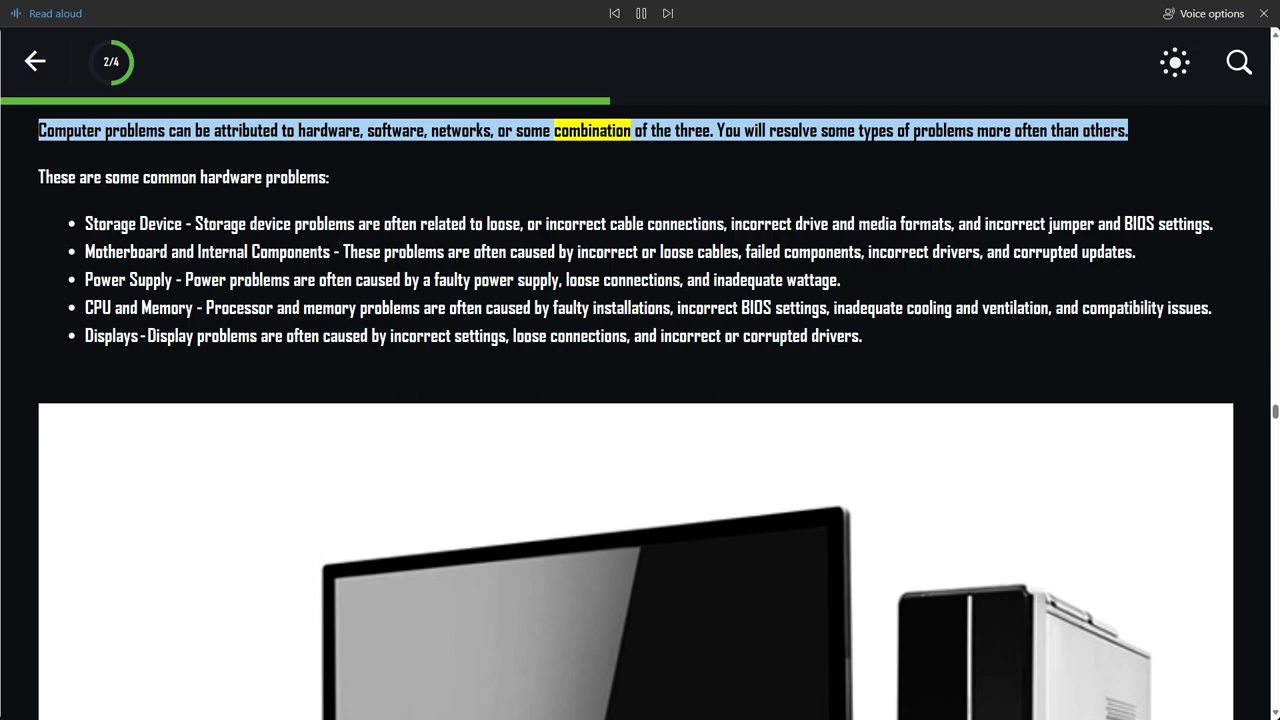 Read aloud
Voice options
2/4
Computer problems can be attributed to hardware, software, networks, or some combination of the three. You will resolve some types of problems more often than others.
These are some common hardware problems:
• Storage Device - Storage device problems are often related to loose, or incorrect cable connections, incorrect drive and media formats, and incorrect jumper and BIOS settings.
• Motherboard and Internal Components - These problems are often caused by incorrect or loose cables, failed components, incorrect drivers, and corrupted updates.
• Power Supply - Power problems are often caused by a faulty power supply, loose connections, and inadequate wattage.
• CPU and Memory - Processor and memory problems are often caused by faulty installations, incorrect BIOS settings, inadequate cooling and ventilation, and compatibility issues.
• Displays - Display problems are often caused by incorrect settings, loose connections, and incorrect or corrupted drivers.